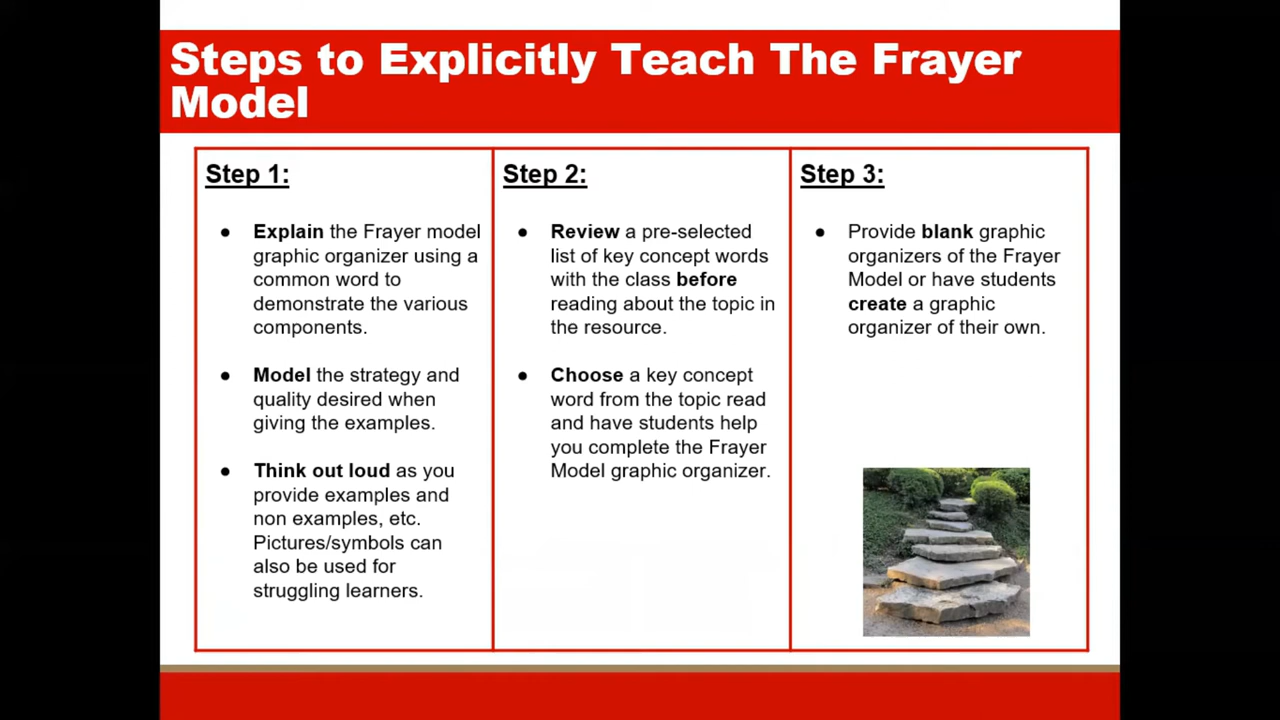 Steps to Explicitly Teach The Frayer
Model
Step 1:
● Explain the Frayer model
graphic organizer using a
common word to
demonstrate the various
components.
● Model the strategy and
quality desired when
giving the examples.
● Think out loud as you
provide examples and
non examples, etc.
Pictures/symbols can
also be used for
struggling learners.
Step 2:
● Review a pre-selected
list of key concept words
with the class before
reading about the topic in
the resource.
● Choose a key concept
word from the topic read
and have students help
you complete the Frayer
Model graphic organizer.
Step 3:
● Provide blank graphic
organizers of the Frayer
Model or have students
create a graphic
organizer of their own.